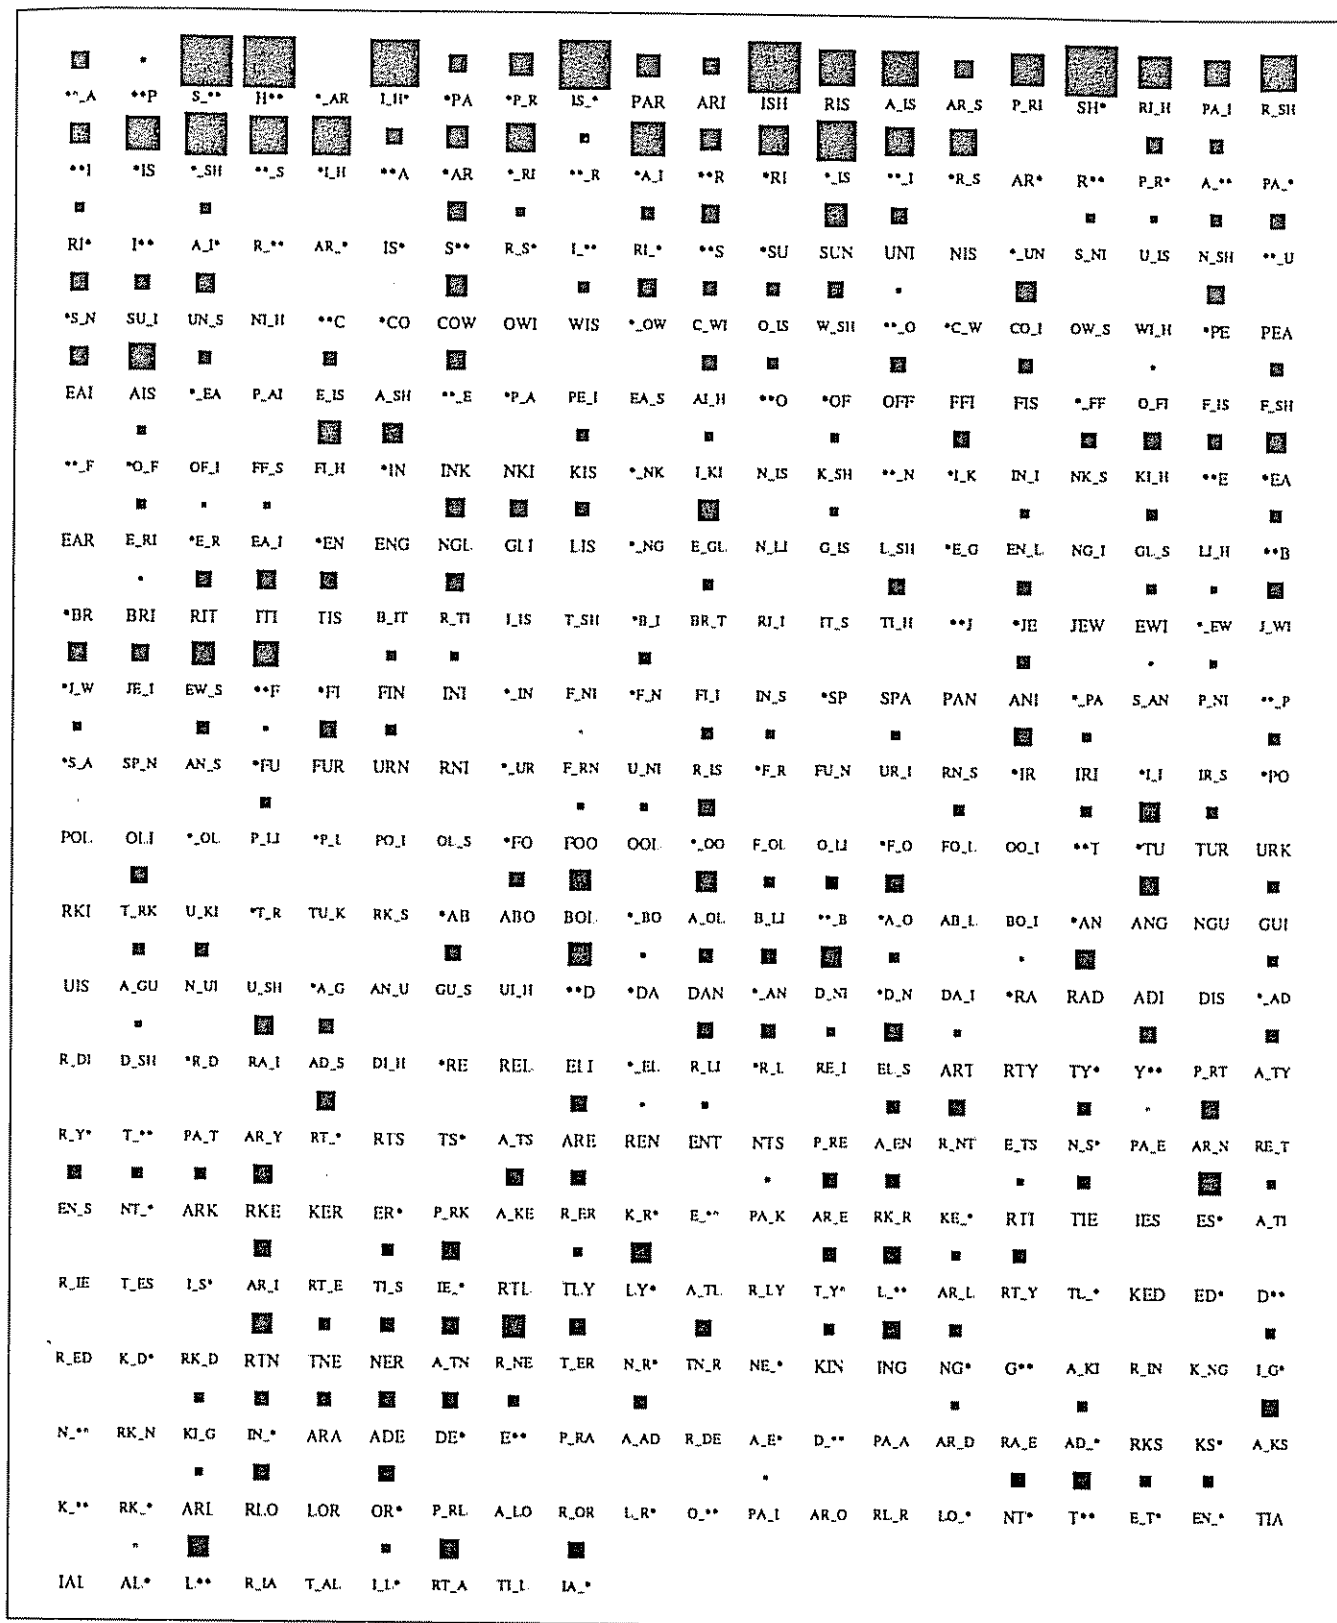 **_A **P S_** H** *_AR I_H* *PA *P_R IS_* PAR ARI ISH RIS A_IS AR_S P_RI SH* RI_H PA_I R_SH
**I *IS *_SH **_S *I_H **A *AR *_RI **_R *A_I **R *RI *_IS **_I *R_S AR* R** P_R* A_** PA_*
RI* I** A_I* R_** AR_* IS* S** R_S* I_** RI_* **S *SU SUN UNI NIS *_UN S_NI U_IS N_SH **_U
*S_N SU_I UN_S NI_H **C *CO COW OWI WIS *_OW C_WI O_IS W_SH **_O *C_W CO_I OW_S WI_H *PE PEA
EAI AIS *_EA P_AI E_IS A_SH **_E *P_A PE_I EA_S AI_H **O *OF OFF FFI FIS *_FF O_FI F_IS F_SH
**_F *O_F OF_I FF_S FI_H *IN INK NKI KIS *_NK I_KI N_IS K_SH **_N *I_K IN_I NK_S KI_H **E *EA
EAR E_RI *E_R EA_I *EN ENG NGL GLI LIS *_NG E_GL N_LI G_IS L_SH *E_G EN_L NG_I GL_S LI_H **B
*BR BRI RIT ITI TIS B_IT R_TI I_IS T_SH *B_I BR_T RI_I IT_S TI_H **J *JE JEW EWI *_EW J_WI
*J_W JE_I EW_S **F *FI FIN INI *_IN F_NI *F_N FI_I IN_S *SP SPA PAN ANI *_PA S_AN P_NI **_P
*S_A SP_N AN_S *FU FUR URN RNI *_UR F_RN U_NI R_IS *F_R FU_N UR_I RN_S *IR IRI *I_I IR_S *PO
POL OLI *_OL P_LI *P_L PO_I OL_S *FO FOO OOL *_OO F_OL O_LI *F_O FO_L OO_I **T *TU TUR URK
RKI T_RK U_KI *T_R TU_K RK_S *AB ABO BOL *_BO A_OL B_LI **_B *A_O AB_L BO_I *AN ANG NGU GUI
UIS A_GU N_UI U_SH *A_G AN_U GU_S UI_H **D *DA DAN *_AN D_NI *D_N DA_I *RA RAD ADI DIS *_AD
R_DI D_SH *R_D RA_I AD_S DI_H *RE REL ELI *_EL R_LI *R_L RE_I EL_S ART RTY TY* Y** P_RT A_TY
R_Y* T_** PA_T AR_Y RT_* RTS TS* A_TS ARE REN ENT NTS P_RE A_EN R_NT E_TS N_S* PA_E AR_N RE_T
EN_S NT_* ARK RKE KER ER* P_RK A_KE R_ER K_R* E_** PA_K AR_E RK_R KE_* RTI TIE IES ES* A_TI
R_IE T_ES I_S* AR_I RT_E TI_S IE_* RTL TLY LY* A_TL R_LY T_Y* L_** AR_L RT_Y TL_* KED ED* D**
R_ED K_D* RK_D RTN TNE NER A_TN R_NE T_ER N_R* TN_R NE_* KIN ING NG* G** A_KI R_IN K_NG I_G*
N_** RK_N KI_G IN_* ARA ADE DE* E** P_RA A_AD R_DE A_E* D_** PA_A AR_D RA_E AD_* RKS KS* A_KS
K_** RK_* ARL RLO LOR OR* P_RL A_LO R_OR L_R* O_** PA_L AR_O RL_R LO_* NT* T** E_T* EN_* TIA
IAL AL* L** R_IA T_AL I_L* RT_A TI_L IA_*